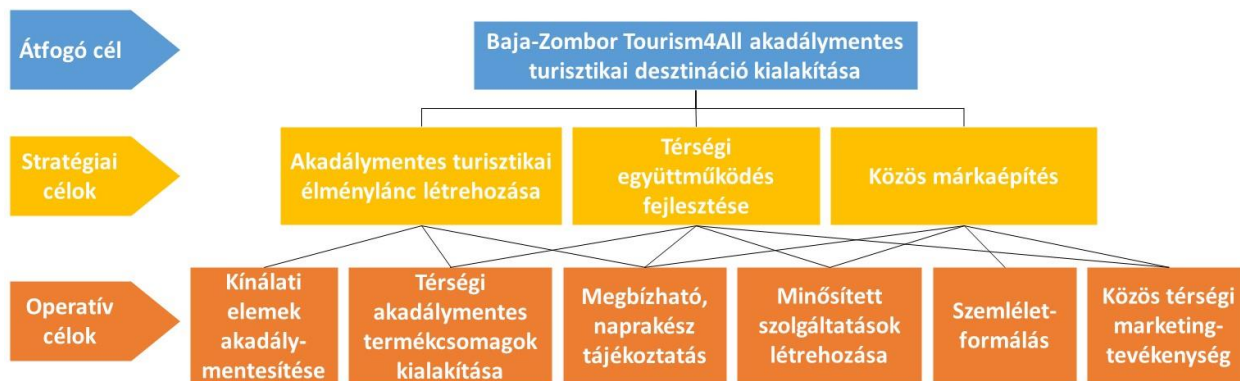 Átfogó cél
Baja-Zombor Tourism4All akadálymentes
turisztikai desztináció kialakítása
Stratégiai
célok
Akadálymentes turisztikai
élménylánc létrehozása
Térségi
együttműködés
fejlesztése
Közös márkaépítés
Operatív
célok
Kínálati
elemek
akadály-
mentesítése
Térségi
akadálymentes
termékcsomagok
kialakítása
Megbízható,
naprakész
tájékoztatás
Minősített
szolgáltatások
létrehozása
Szemlélet-
formálás
Közös térségi
marketing-
tevékenység